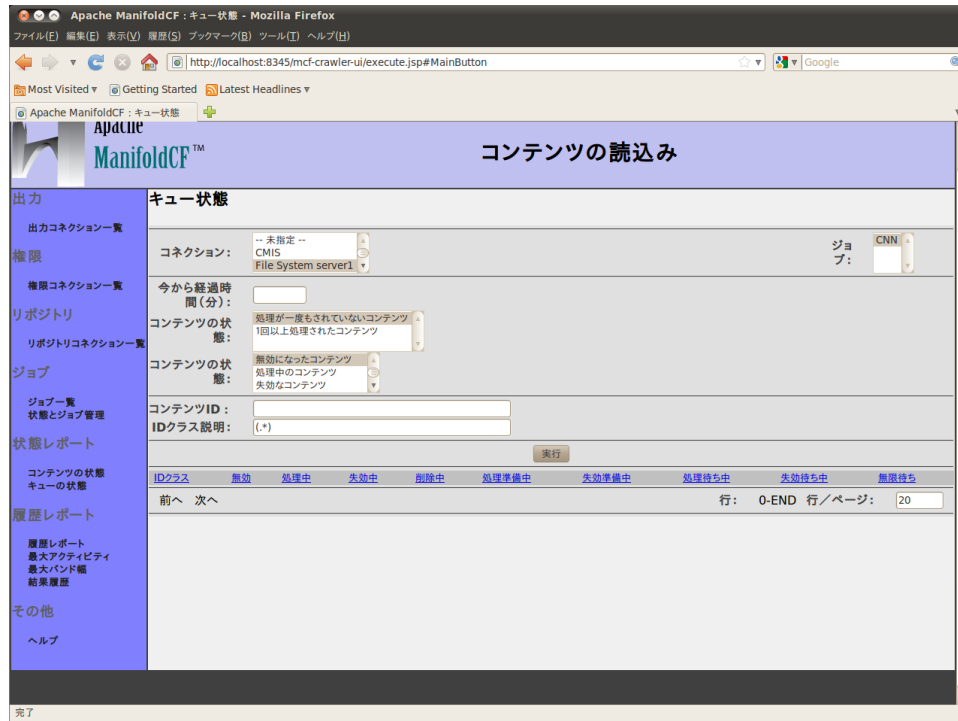 Apache ManifoldCF : キュー状態 - Mozilla Firefox
ファイル(F) 編集(E) 表示(V) 履歴(S) ブックマーク(B) ツール(T) ヘルプ(H)
http://localhost:8345/mcf-crawler-ui/execute.jsp#MainButton
Google
Most Visited
Getting Started
Latest Headlines
Apache ManifoldCF : キュー状態
Apache
ManifoldCF™
コンテンツの読込み
出力
出力コネクション一覧
権限
権限コネクション一覧
リポジトリ
リポジトリコネクション一覧
ジョブ
ジョブ一覧
状態とジョブ管理
状態レポート
コンテンツの状態
キューの状態
履歴レポート
履歴レポート
最大アクティビティ
最大バンド幅
結果履歴
その他
ヘルプ
キュー状態
コネクション:
-- 未指定 --
CMIS
File System server1
ジョ
ブ:
CNN
今から経過時
間(分):
コンテンツの状
態:
処理が一度もされていないコンテンツ
1回以上処理されたコンテンツ
コンテンツの状
態:
無効になったコンテンツ
処理中のコンテンツ
失効なコンテンツ
コンテンツID:
IDクラス説明:
(.*)
実行
IDクラス 無効 処理中 失効中 削除中 処理準備中 失効準備中 処理待ち中 失効待ち中 無限待ち
前へ 次へ
行: 0-END 行／ページ: 20
完了